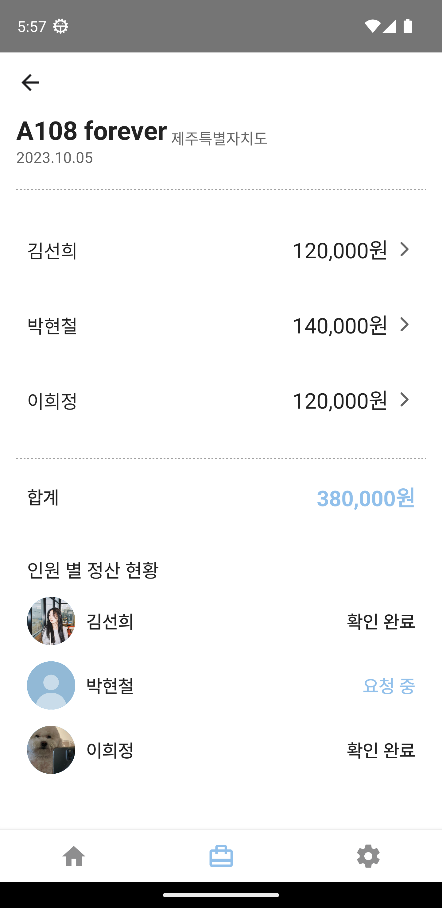 5:57
A108 forever 제주특별자치도
2023.10.05
김선희 120,000원
박현철 140,000원
이희정 120,000원
합계 380,000원
인원 별 정산 현황
김선희 확인 완료
박현철 요청 중
이희정 확인 완료